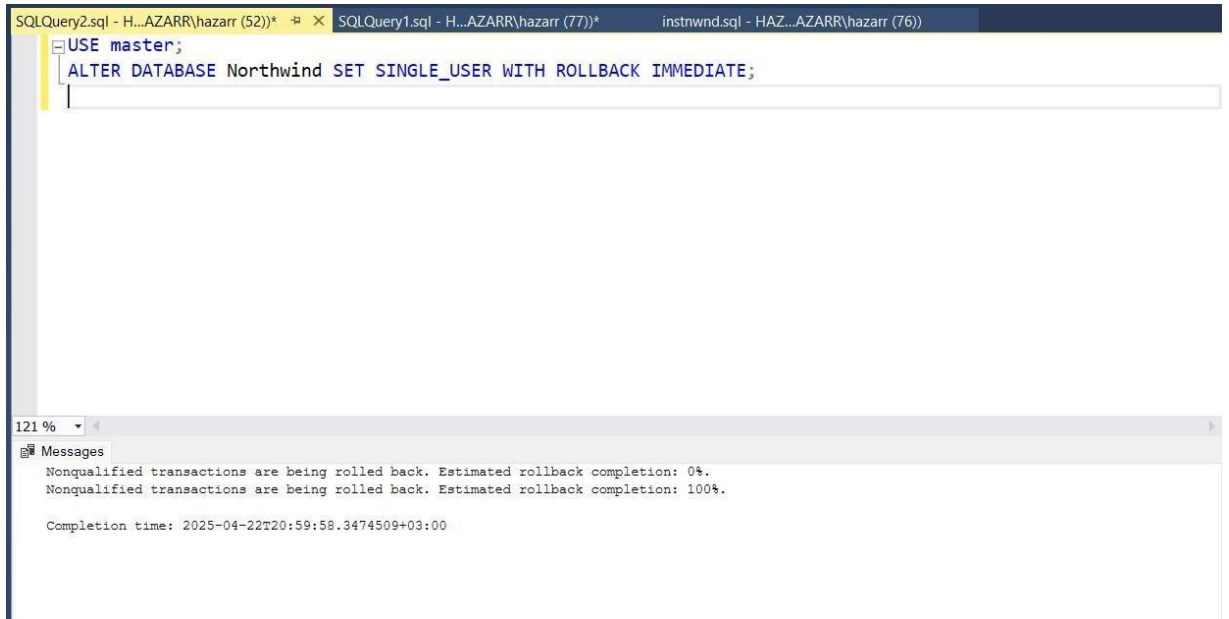 SQLQuery2.sql - H...AZARR\hazarr (52))* SQLQuery1.sql - H...AZARR\hazarr (77))* instnwnd.sql - HAZ...AZARR\hazarr (76))
USE master;
ALTER DATABASE Northwind SET SINGLE_USER WITH ROLLBACK IMMEDIATE;
121 %
Messages
Nonqualified transactions are being rolled back. Estimated rollback completion: 0%.
Nonqualified transactions are being rolled back. Estimated rollback completion: 100%.
Completion time: 2025-04-22T20:59:58.3474509+03:00